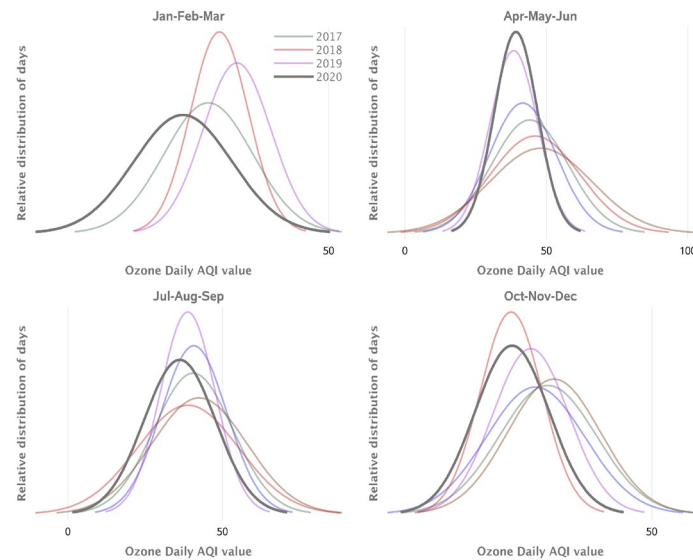 Jan-Feb-Mar
Relative distribution of days
2017
2018
2019
2020
50
Ozone Daily AQI value
Apr-May-Jun
Relative distribution of days
0
50
100
Ozone Daily AQI value
Jul-Aug-Sep
Relative distribution of days
0
50
Ozone Daily AQI value
Oct-Nov-Dec
Relative distribution of days
50
Ozone Daily AQI value